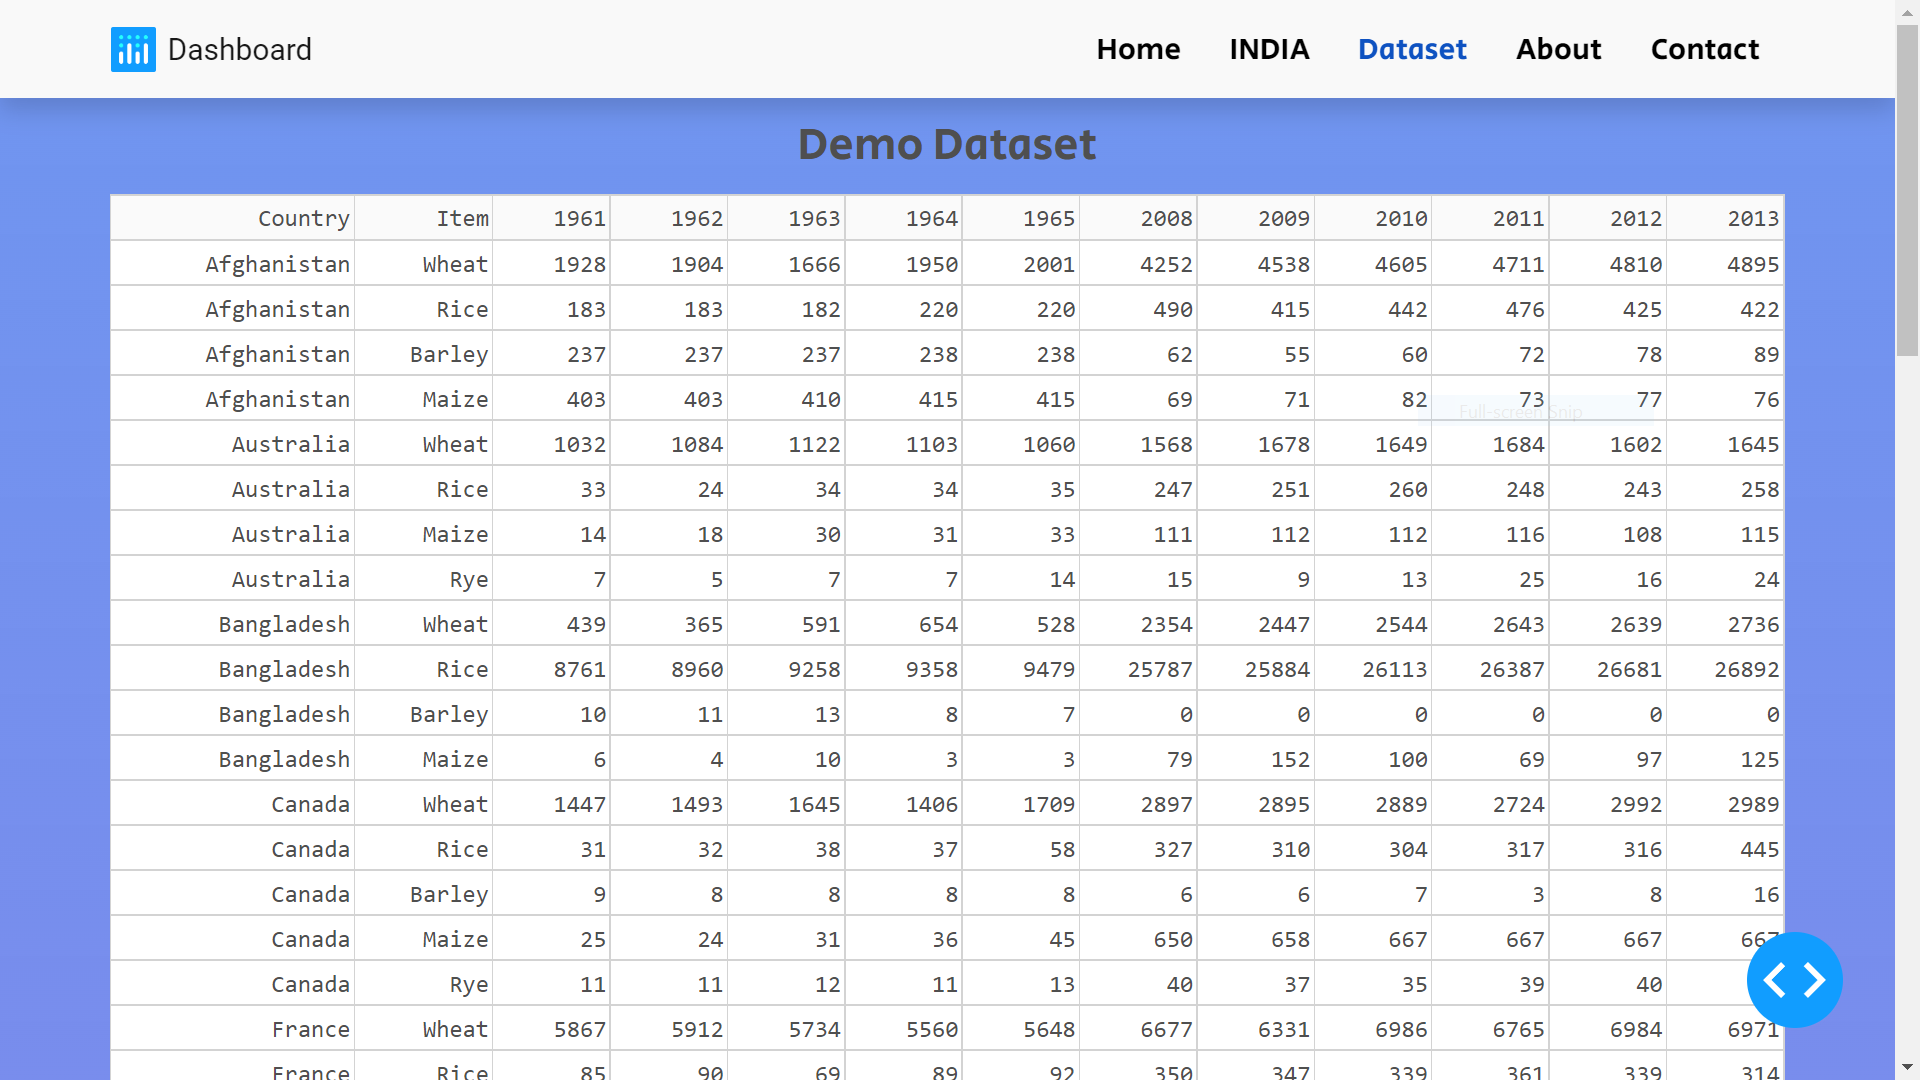 Dashboard
Home INDIA Dataset About Contact
Demo Dataset
Country Item 1961 1962 1963 1964 1965 2008 2009 2010 2011 2012 2013
Afghanistan Wheat 1928 1904 1666 1950 2001 4252 4538 4605 4711 4810 4895
Afghanistan Rice 183 183 182 220 220 490 415 442 476 425 422
Afghanistan Barley 237 237 237 238 238 62 55 60 72 78 89
Afghanistan Maize 403 403 410 415 415 69 71 82 73 77 76
Full-screen Snip
Australia Wheat 1032 1084 1122 1103 1060 1568 1678 1649 1684 1602 1645
Australia Rice 33 24 34 34 35 247 251 260 248 243 258
Australia Maize 14 18 30 31 33 111 112 112 116 108 115
Australia Rye 7 5 7 7 14 15 9 13 25 16 24
Bangladesh Wheat 439 365 591 654 528 2354 2447 2544 2643 2639 2736
Bangladesh Rice 8761 8960 9258 9358 9479 25787 25884 26113 26387 26681 26892
Bangladesh Barley 10 11 13 8 7 0 0 0 0 0 0
Bangladesh Maize 6 4 10 3 3 79 152 100 69 97 125
Canada Wheat 1447 1493 1645 1406 1709 2897 2895 2889 2724 2992 2989
Canada Rice 31 32 38 37 58 327 310 304 317 316 445
Canada Barley 9 8 8 8 8 6 6 7 3 8 16
Canada Maize 25 24 31 36 45 650 658 667 667 667 667
Canada Rye 11 11 12 11 13 40 37 35 39 40
France Wheat 5867 5912 5734 5560 5648 6677 6331 6986 6765 6984 6971
France Rice 85 90 69 89 92 350 347 339 361 339 314